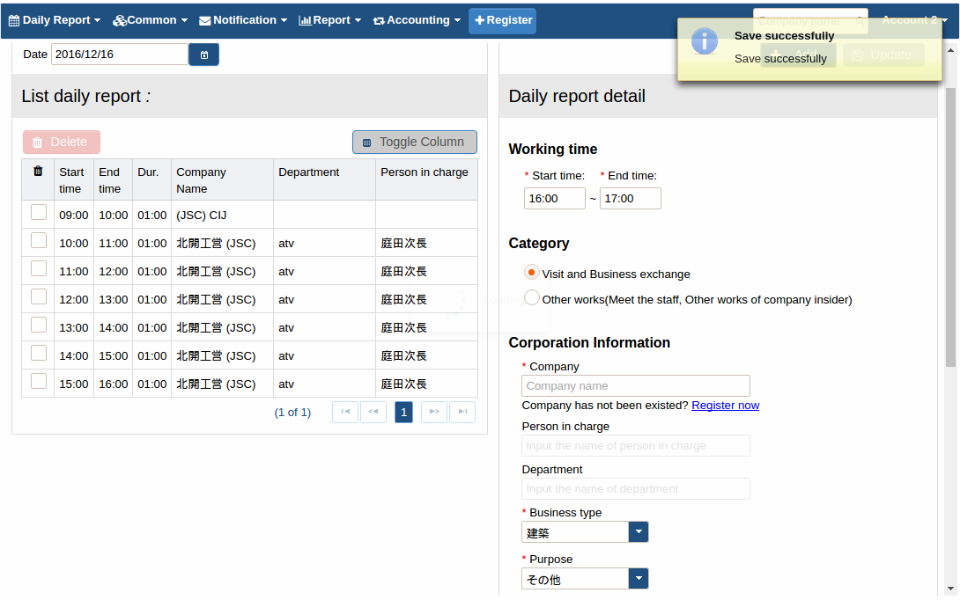 Daily Report Common Notification Report Accounting Register Company name Account 2
Save successfully
Save successfully
Add Update
Date 2016/12/16
List daily report :
Delete Toggle Column
Start time End time Dur. Company Name Department Person in charge
09:00 10:00 01:00 (JSC) CIJ
10:00 11:00 01:00 北開工営 (JSC) atv 庭田次長
11:00 12:00 01:00 北開工営 (JSC) atv 庭田次長
12:00 13:00 01:00 北開工営 (JSC) atv 庭田次長
13:00 14:00 01:00 北開工営 (JSC) atv 庭田次長
14:00 15:00 01:00 北開工営 (JSC) atv 庭田次長
15:00 16:00 01:00 北開工営 (JSC) atv 庭田次長
(1 of 1) 1
Daily report detail
Working time
* Start time: * End time:
16:00 ~ 17:00
Category
Visit and Business exchange
Other works(Meet the staff, Other works of company insider)
Corporation Information
* Company
Company name
Company has not been existed? Register now
Person in charge
Input the name of person in charge
Department
Input the name of department
* Business type
建築
* Purpose
その他